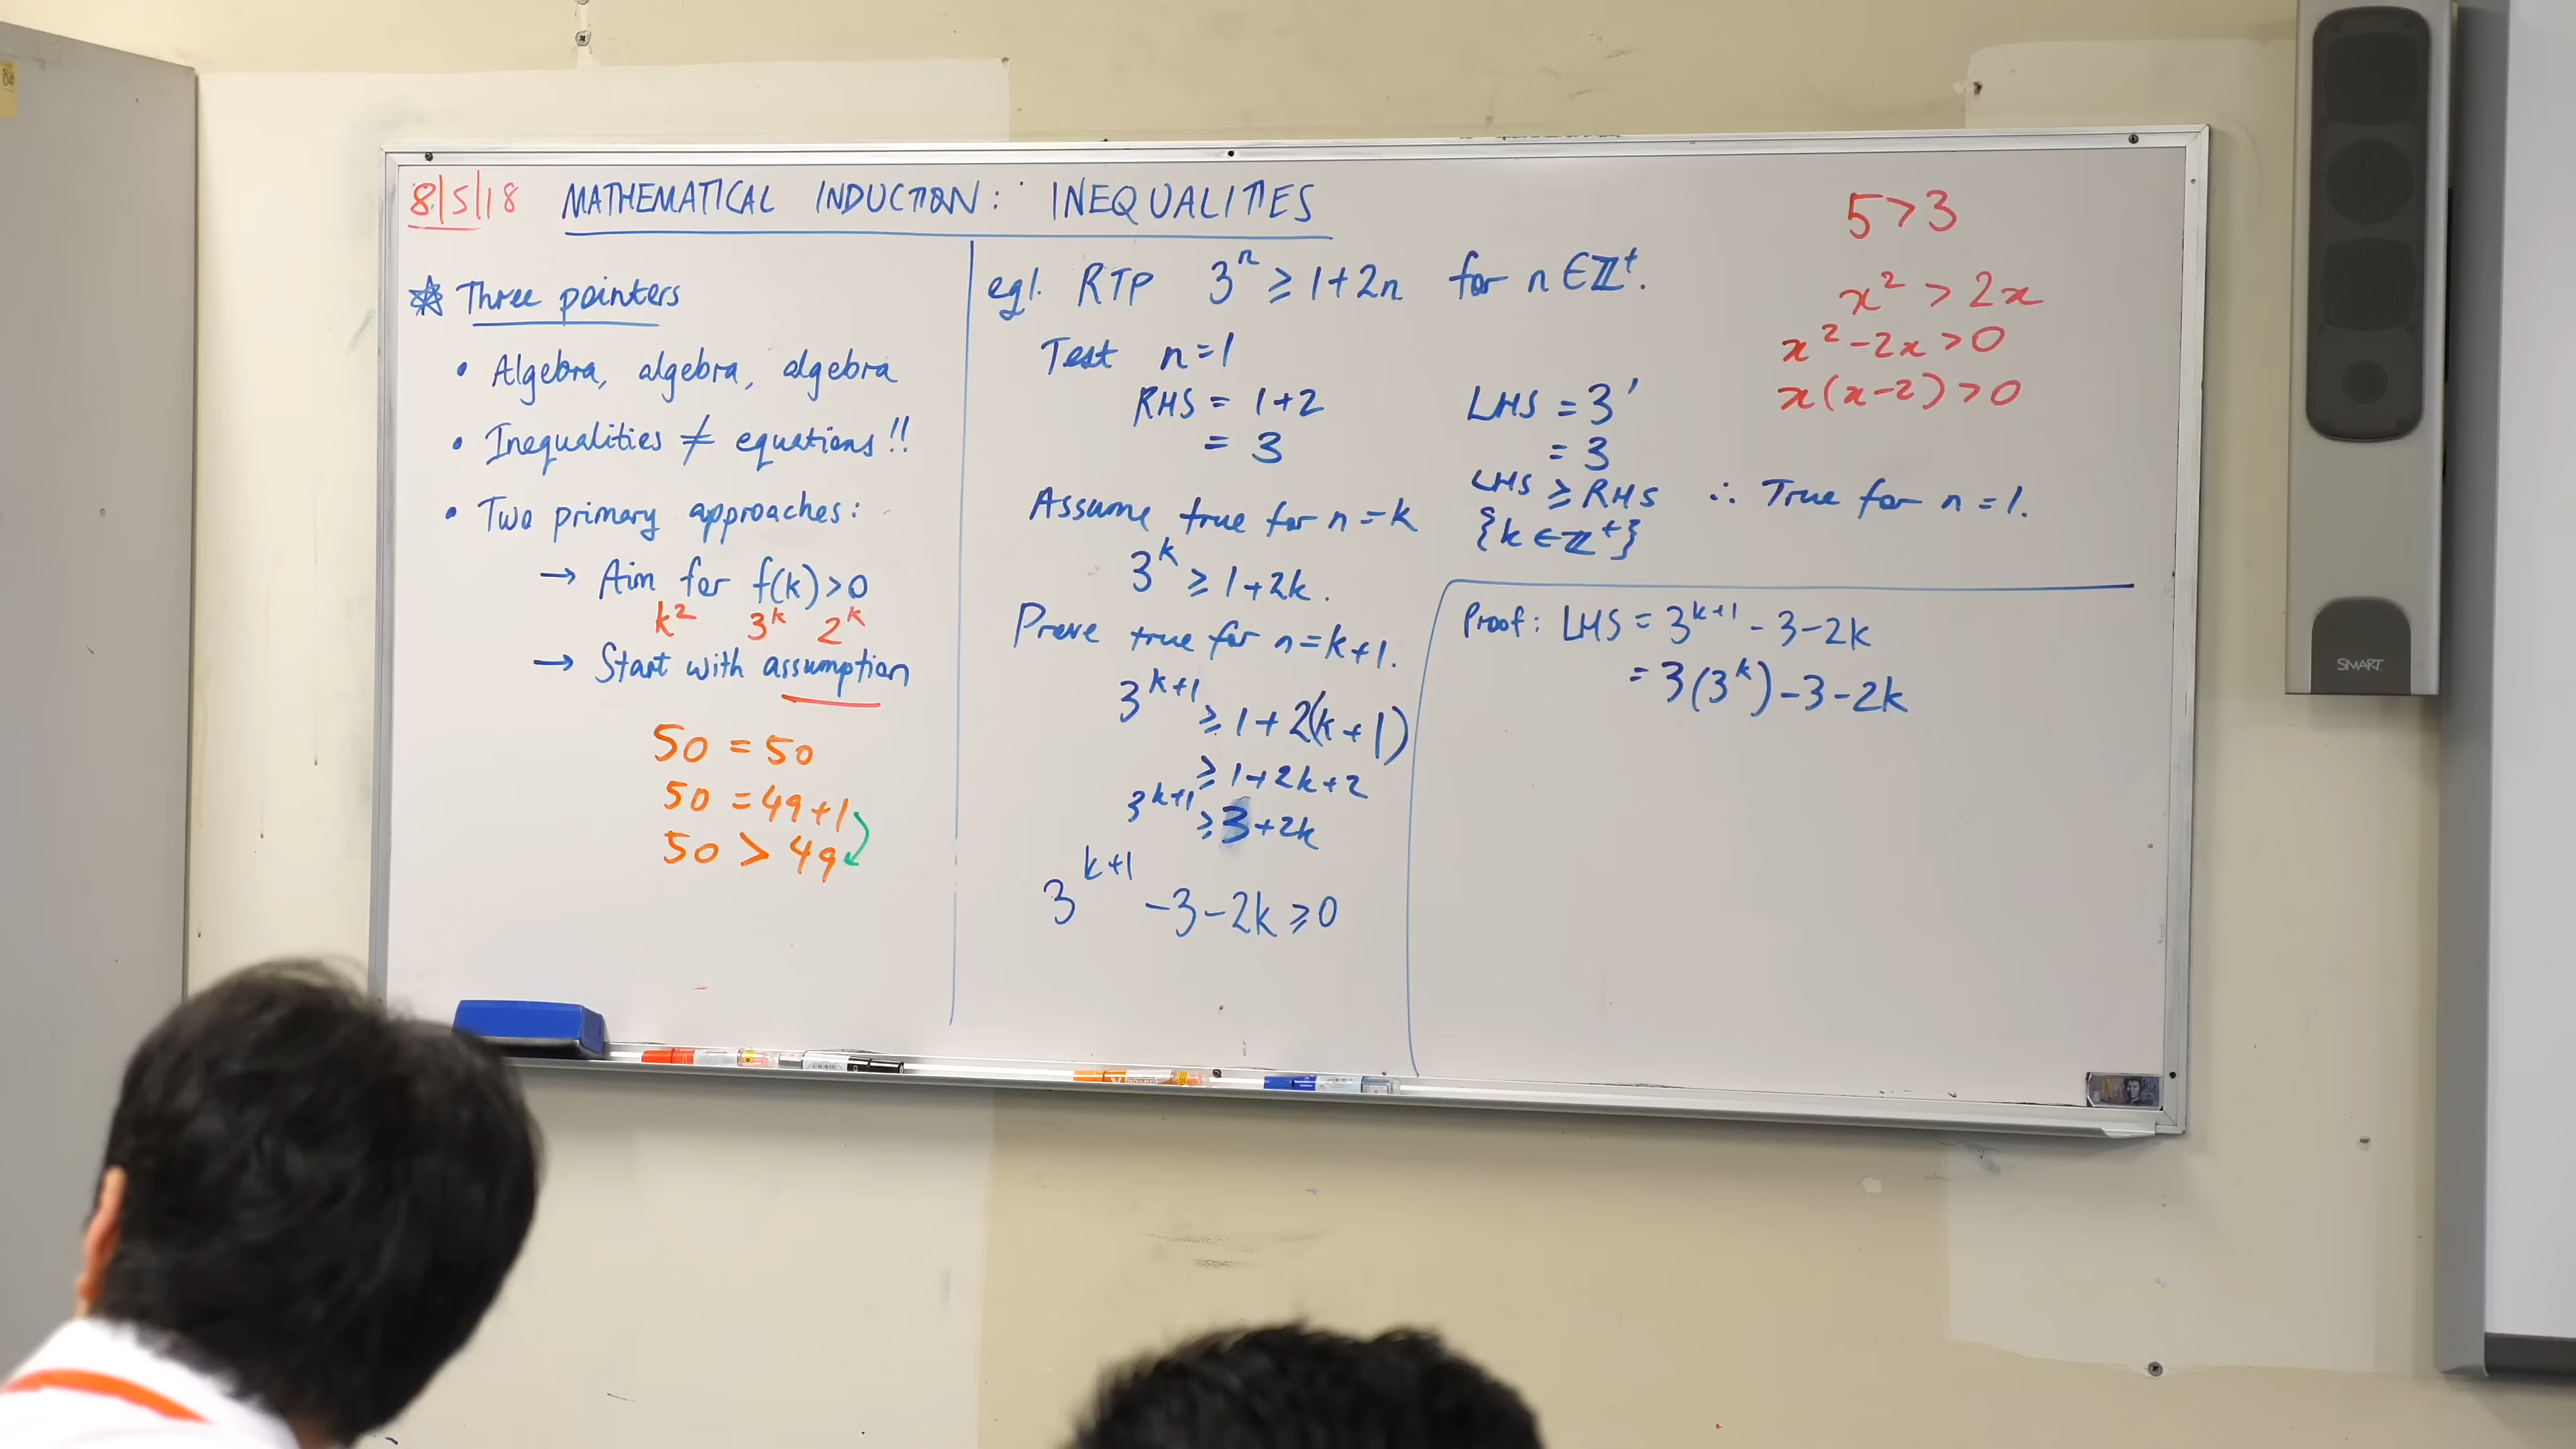 8/5/18 MATHEMATICAL INDUCTION: INEQUALITIES
Three pointers
• Algebra, algebra, algebra
• Inequalities ≠ equations!!
• Two primary approaches:
→ Aim for f(k)>0
k² 3ᵏ 2ᵏ
→ Start with assumption
50 = 50
50 = 49+1
50 > 49
eg1. RTP 3ⁿ ≥ 1+2n for n∈ℤ⁺.
Test n=1
RHS = 1+2
= 3
LHS = 3¹
= 3
LHS ≥ RHS ∴ True for n=1.
Assume true for n=k {k∈ℤ⁺}
3ᵏ ≥ 1+2k.
Prove true for n=k+1.
3ᵏ⁺¹ ≥ 1+2(k+1)
≥ 1+2k+2
3ᵏ⁺¹ ≥ 3+2k
3ᵏ⁺¹ -3-2k ≥ 0
5>3
x² > 2x
x²-2x>0
x(x-2)>0
Proof: LHS = 3ᵏ⁺¹ -3-2k
= 3(3ᵏ)-3-2k
SMART